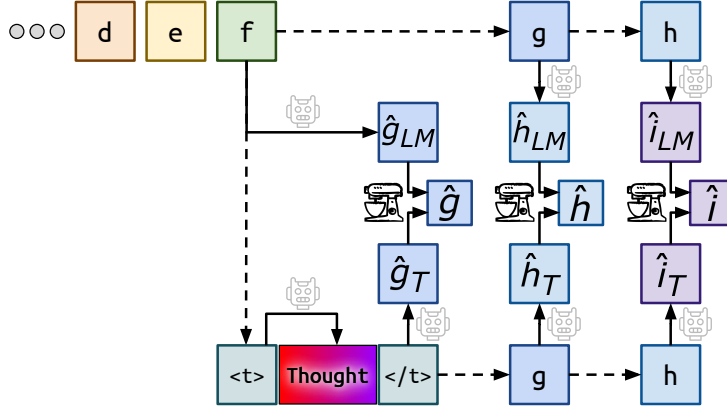 d e f g h
ĝ_LM ĥ_LM î_LM
ĝ ĥ î
ĝ_T ĥ_T î_T
<t> Thought </t> g h